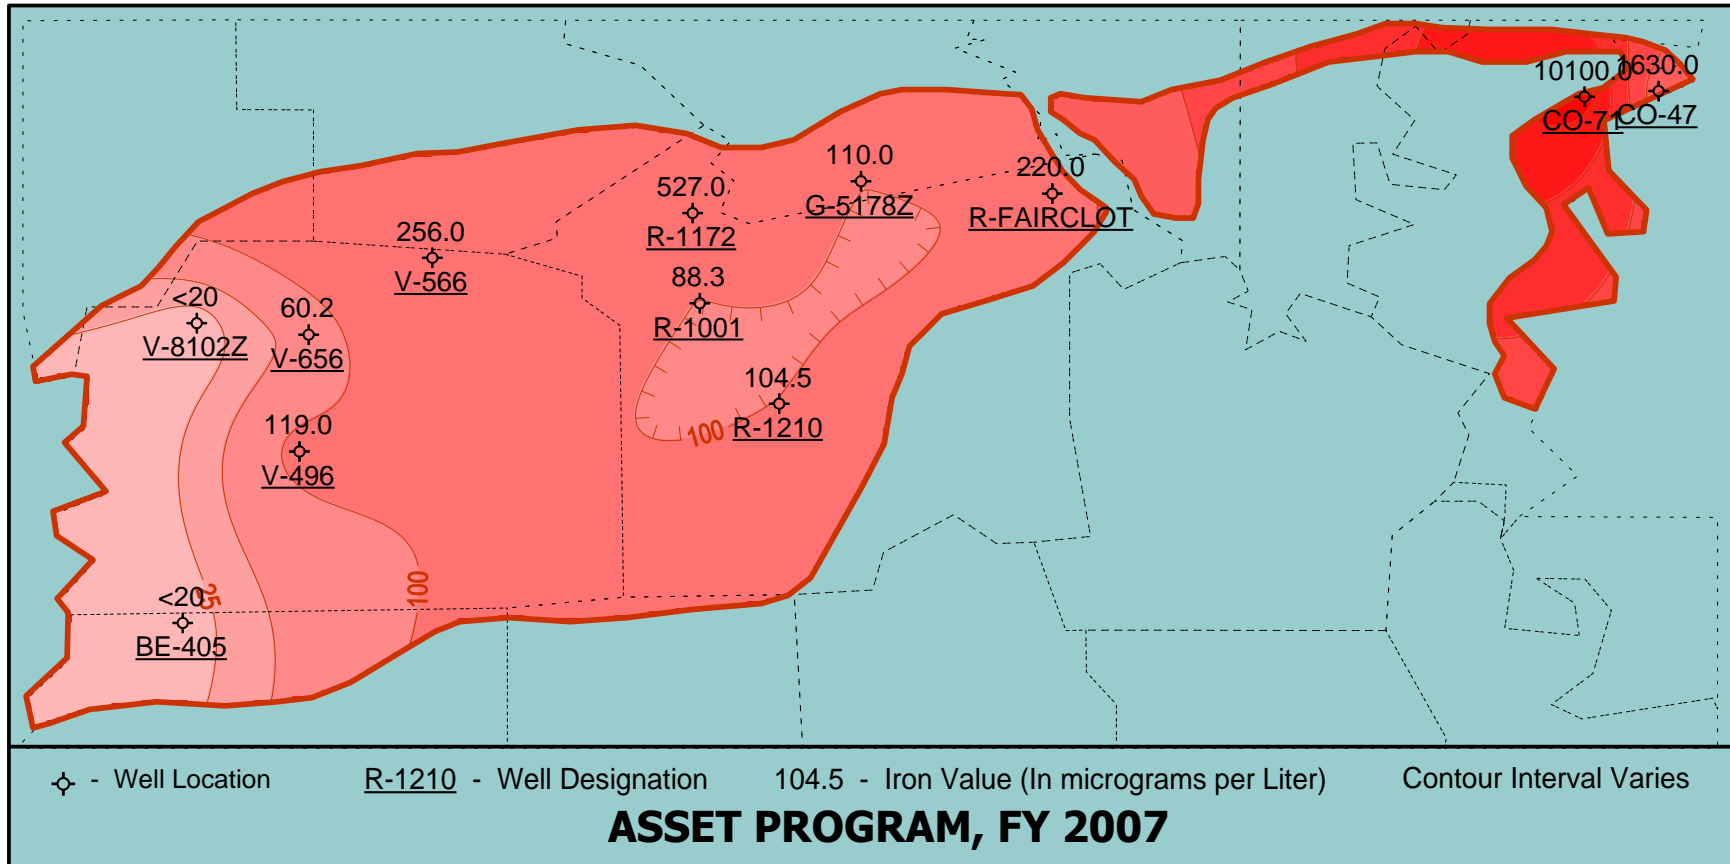 10100.0 1630.0
CO-71 CO-47
110.0
G-5178Z
220.0
R-FAIRCLOT
527.0
R-1172
256.0
V-566
88.3
R-1001
<20
V-8102Z
60.2
V-656
104.5
R-1210
100
119.0
V-496
25
100
<20
BE-405
- Well Location R-1210 - Well Designation 104.5 - Iron Value (In micrograms per Liter) Contour Interval Varies
ASSET PROGRAM, FY 2007